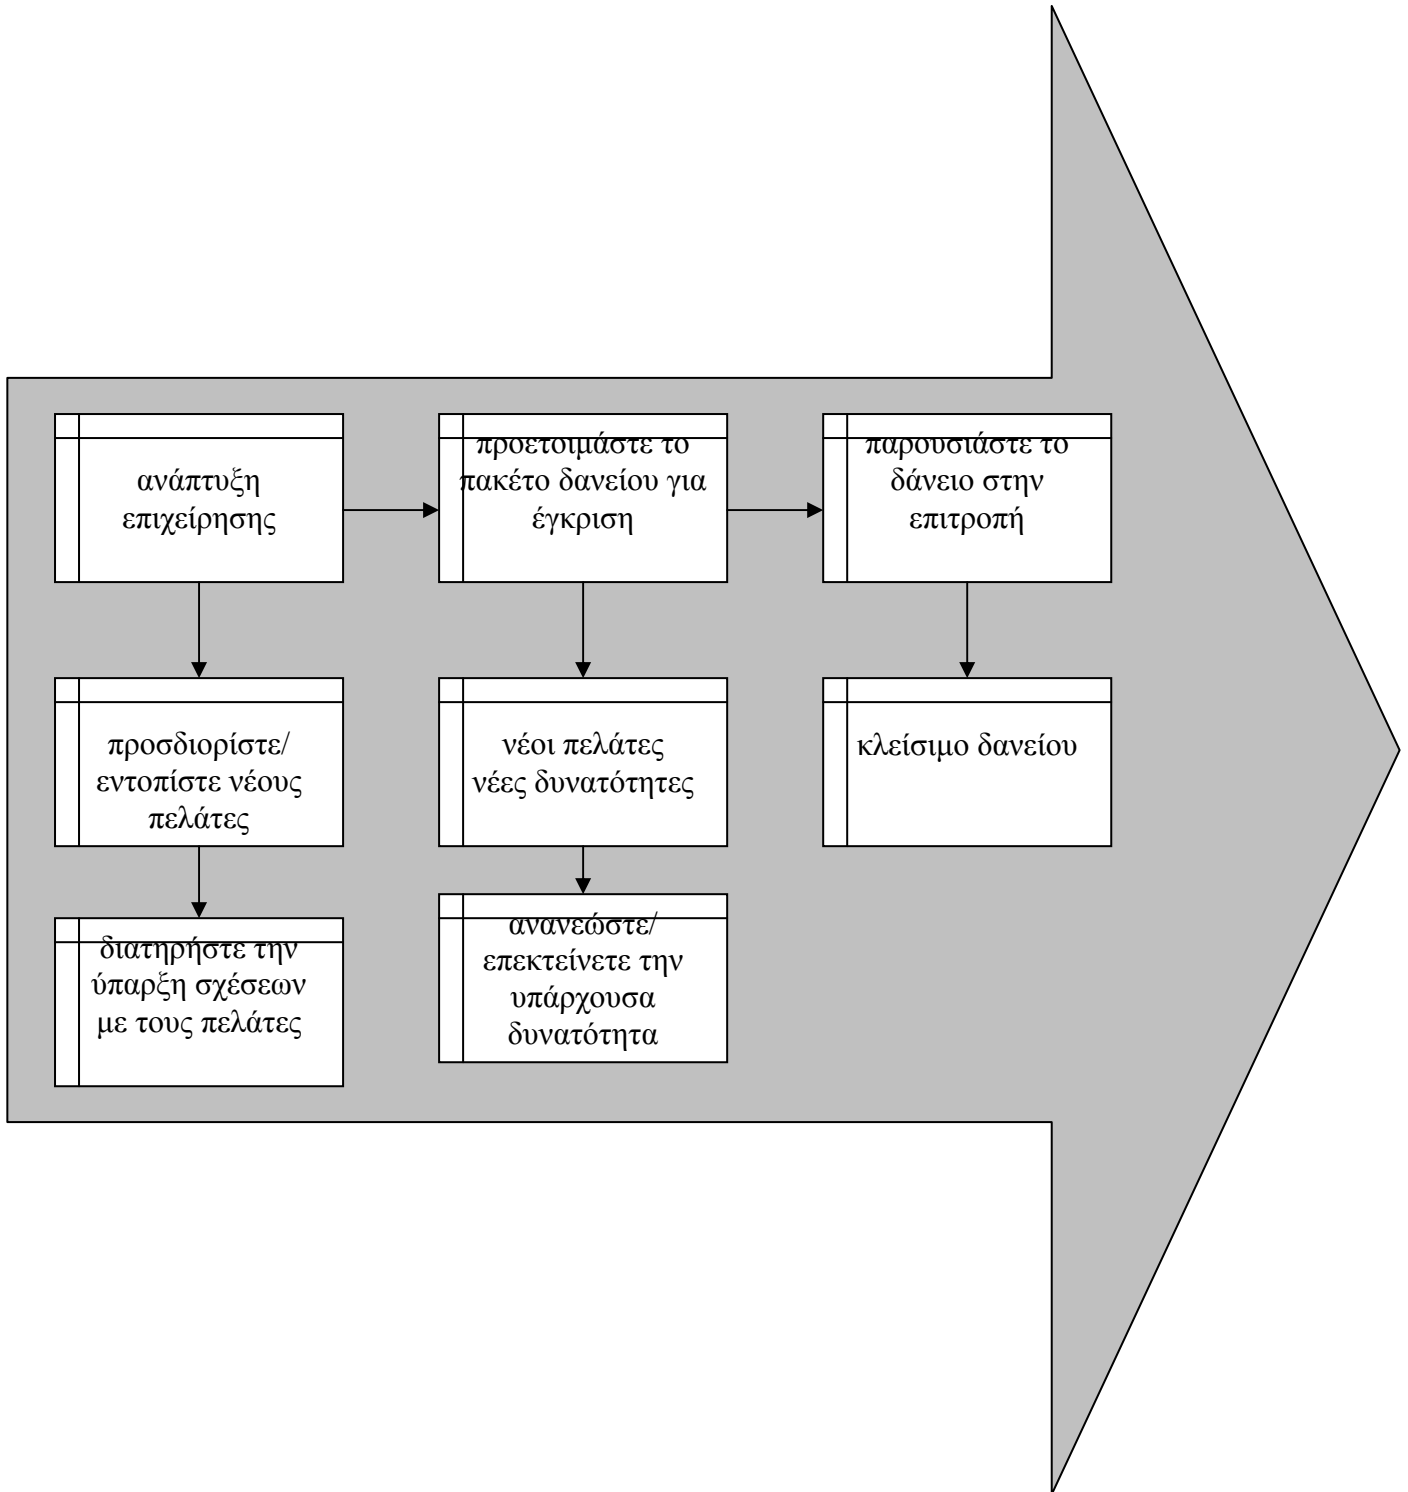 ανάπτυξη
επιχείρησης
προετοιμάστε το
πακέτο δανείου για
έγκριση
παρουσιάστε το
δάνειο στην
επιτροπή
προσδιορίστε/
εντοπίστε νέους
πελάτες
νέοι πελάτες
νέες δυνατότητες
κλείσιμο δανείου
διατηρήστε την
ύπαρξη σχέσεων
με τους πελάτες
ανανεώστε/
επεκτείνετε την
υπάρχουσα
δυνατότητα